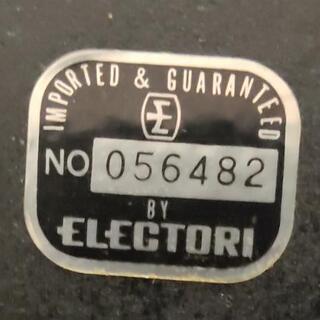 IMPORTED & GUARANTEED
E
NO 056482
BY
ELECTORI